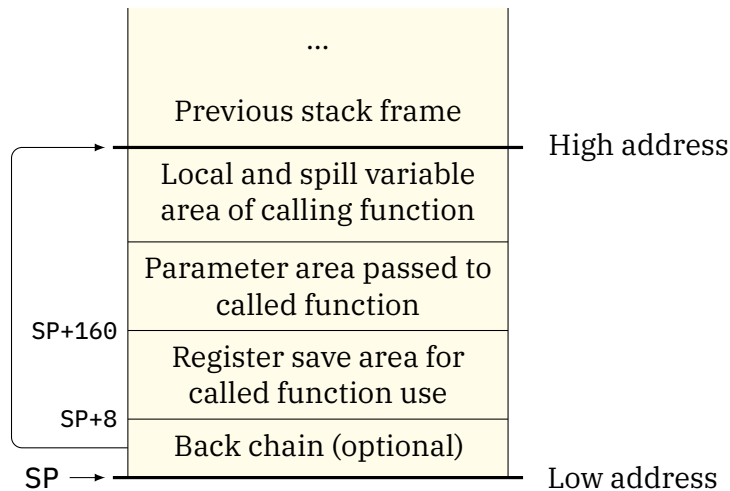 ...
Previous stack frame
High address
Local and spill variable
area of calling function
Parameter area passed to
called function
SP+160
Register save area for
called function use
SP+8
Back chain (optional)
SP
Low address